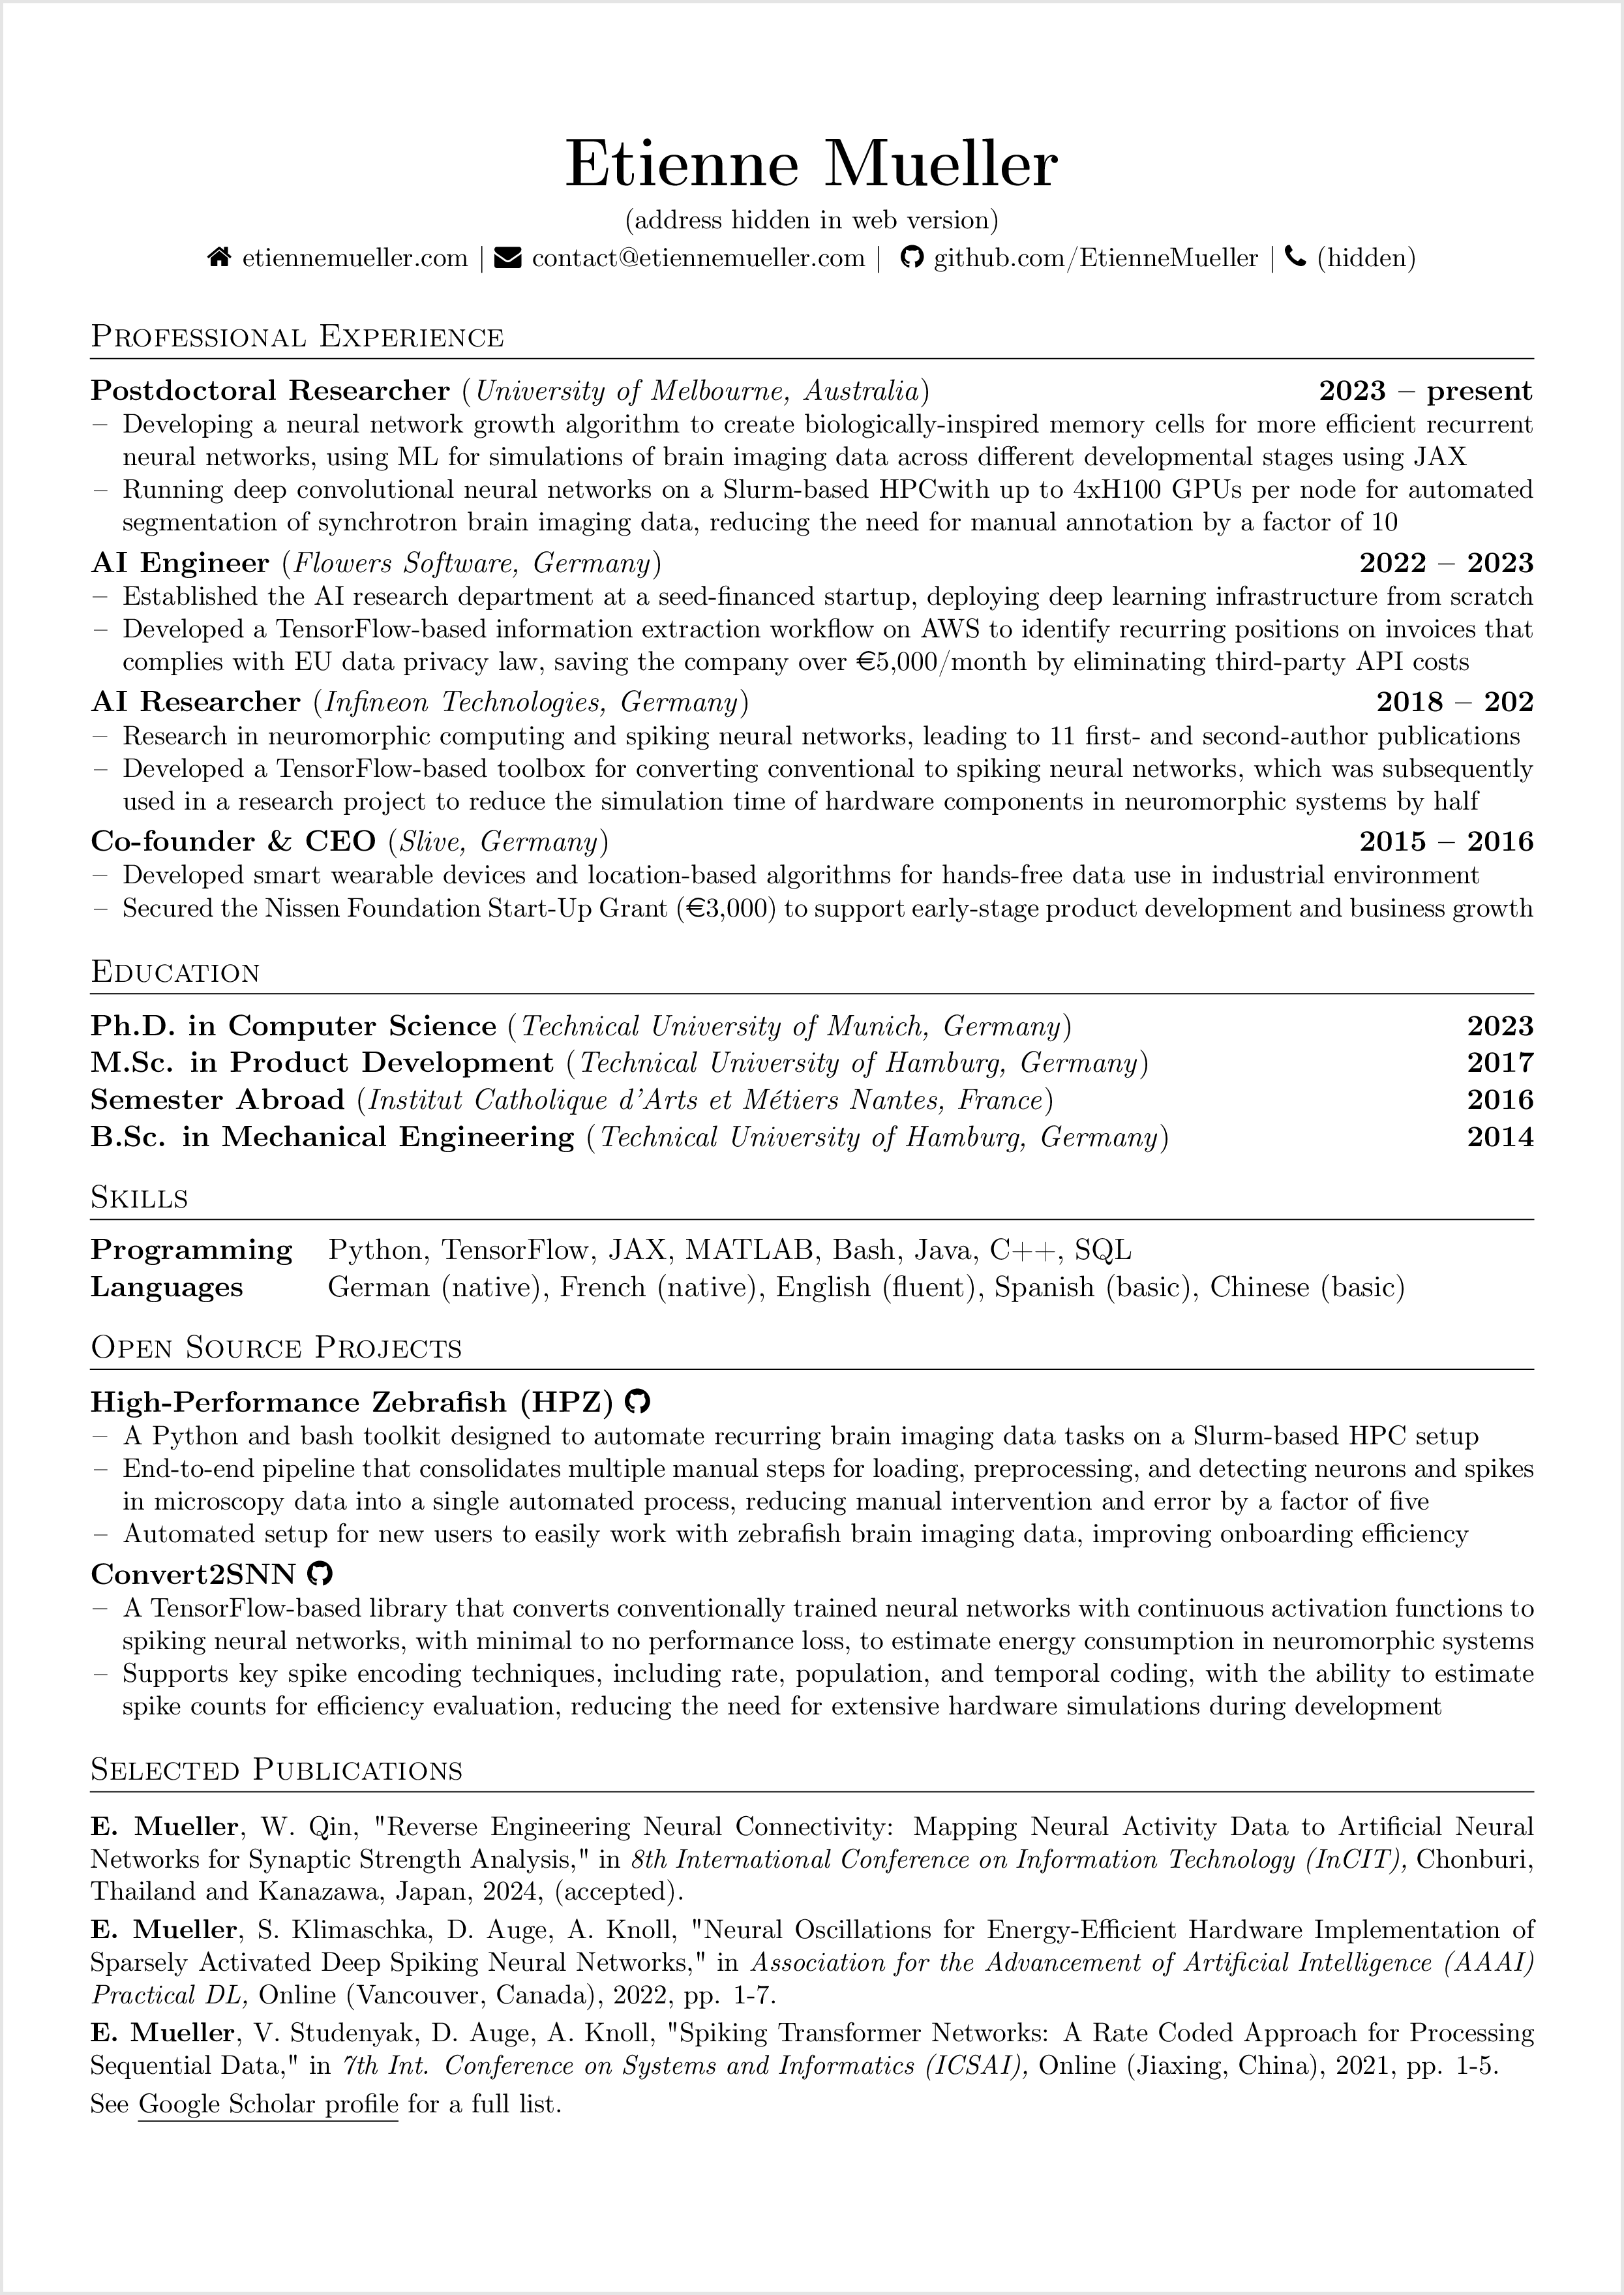 Etienne Mueller
(address hidden in web version)
etiennemueller.com | contact@etiennemueller.com | github.com/EtienneMueller | (hidden)
Professional Experience
Postdoctoral Researcher (University of Melbourne, Australia) 2023 – present
– Developing a neural network growth algorithm to create biologically-inspired memory cells for more efficient recurrent
neural networks, using ML for simulations of brain imaging data across different developmental stages using JAX
– Running deep convolutional neural networks on a Slurm-based HPCwith up to 4xH100 GPUs per node for automated
segmentation of synchrotron brain imaging data, reducing the need for manual annotation by a factor of 10
AI Engineer (Flowers Software, Germany) 2022 – 2023
– Established the AI research department at a seed-financed startup, deploying deep learning infrastructure from scratch
– Developed a TensorFlow-based information extraction workflow on AWS to identify recurring positions on invoices that
complies with EU data privacy law, saving the company over €5,000/month by eliminating third-party API costs
AI Researcher (Infineon Technologies, Germany) 2018 – 202
– Research in neuromorphic computing and spiking neural networks, leading to 11 first- and second-author publications
– Developed a TensorFlow-based toolbox for converting conventional to spiking neural networks, which was subsequently
used in a research project to reduce the simulation time of hardware components in neuromorphic systems by half
Co-founder & CEO (Slive, Germany) 2015 – 2016
– Developed smart wearable devices and location-based algorithms for hands-free data use in industrial environment
– Secured the Nissen Foundation Start-Up Grant (€3,000) to support early-stage product development and business growth
Education
Ph.D. in Computer Science (Technical University of Munich, Germany) 2023
M.Sc. in Product Development (Technical University of Hamburg, Germany) 2017
Semester Abroad (Institut Catholique d'Arts et Métiers Nantes, France) 2016
B.Sc. in Mechanical Engineering (Technical University of Hamburg, Germany) 2014
Skills
Programming Python, TensorFlow, JAX, MATLAB, Bash, Java, C++, SQL
Languages German (native), French (native), English (fluent), Spanish (basic), Chinese (basic)
Open Source Projects
High-Performance Zebrafish (HPZ)
– A Python and bash toolkit designed to automate recurring brain imaging data tasks on a Slurm-based HPC setup
– End-to-end pipeline that consolidates multiple manual steps for loading, preprocessing, and detecting neurons and spikes
in microscopy data into a single automated process, reducing manual intervention and error by a factor of five
– Automated setup for new users to easily work with zebrafish brain imaging data, improving onboarding efficiency
Convert2SNN
– A TensorFlow-based library that converts conventionally trained neural networks with continuous activation functions to
spiking neural networks, with minimal to no performance loss, to estimate energy consumption in neuromorphic systems
– Supports key spike encoding techniques, including rate, population, and temporal coding, with the ability to estimate
spike counts for efficiency evaluation, reducing the need for extensive hardware simulations during development
Selected Publications
E. Mueller, W. Qin, "Reverse Engineering Neural Connectivity: Mapping Neural Activity Data to Artificial Neural
Networks for Synaptic Strength Analysis," in 8th International Conference on Information Technology (InCIT), Chonburi,
Thailand and Kanazawa, Japan, 2024, (accepted).
E. Mueller, S. Klimaschka, D. Auge, A. Knoll, "Neural Oscillations for Energy-Efficient Hardware Implementation of
Sparsely Activated Deep Spiking Neural Networks," in Association for the Advancement of Artificial Intelligence (AAAI)
Practical DL, Online (Vancouver, Canada), 2022, pp. 1-7.
E. Mueller, V. Studenyak, D. Auge, A. Knoll, "Spiking Transformer Networks: A Rate Coded Approach for Processing
Sequential Data," in 7th Int. Conference on Systems and Informatics (ICSAI), Online (Jiaxing, China), 2021, pp. 1-5.
See Google Scholar profile for a full list.